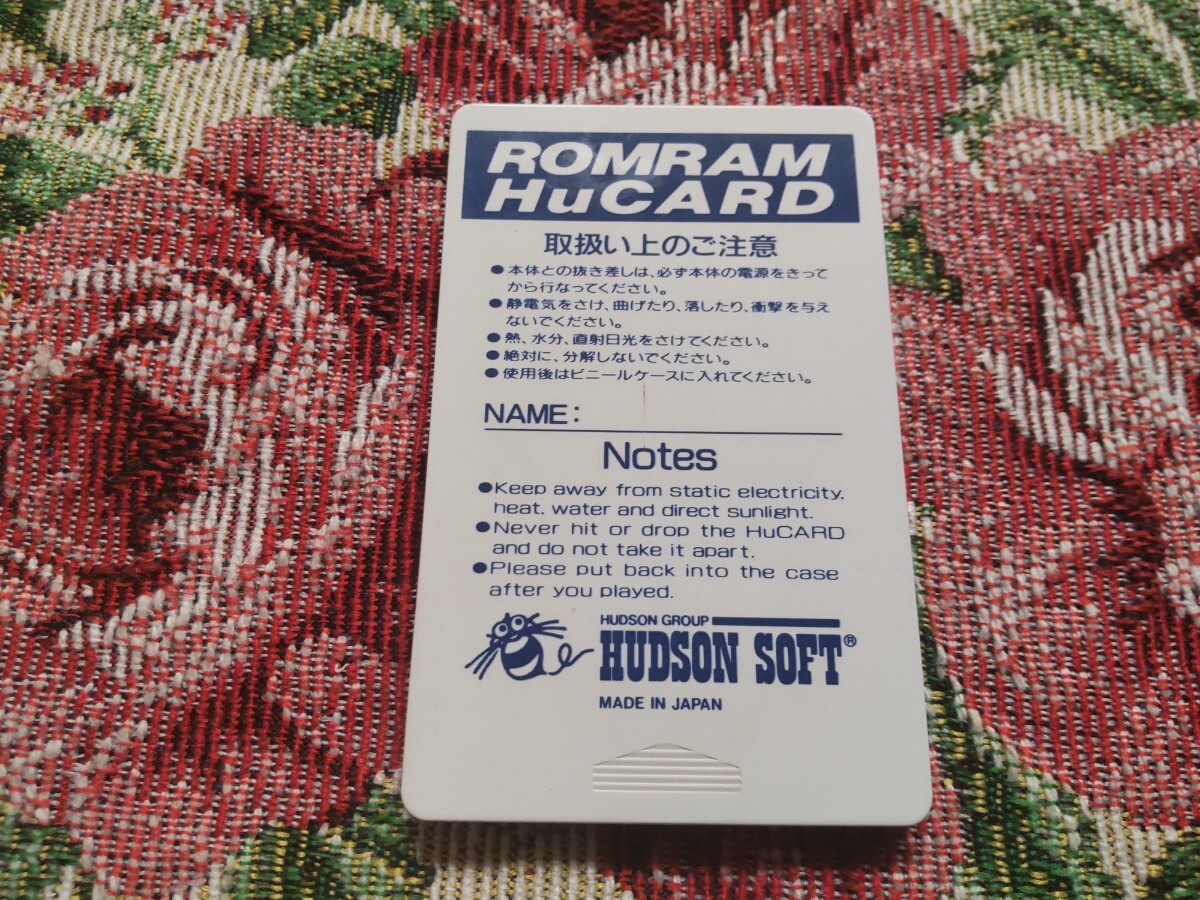 ROMRAM
HuCARD
取扱い上のご注意
●本体との抜き差しは、必ず本体の電源をきって
から行なってください。
●静電気をさけ、曲げたり、落したり、衝撃を与え
ないでください。
●熱、水分、直射日光をさけてください。
●絶対に、分解しないでください。
●使用後はビニールケースに入れてください。
NAME:
Notes
●Keep away from static electricity,
heat, water and direct sunlight.
●Never hit or drop the HuCARD
and do not take it apart.
●Please put back into the case
after you played.
HUDSON GROUP
HUDSON SOFT®
MADE IN JAPAN